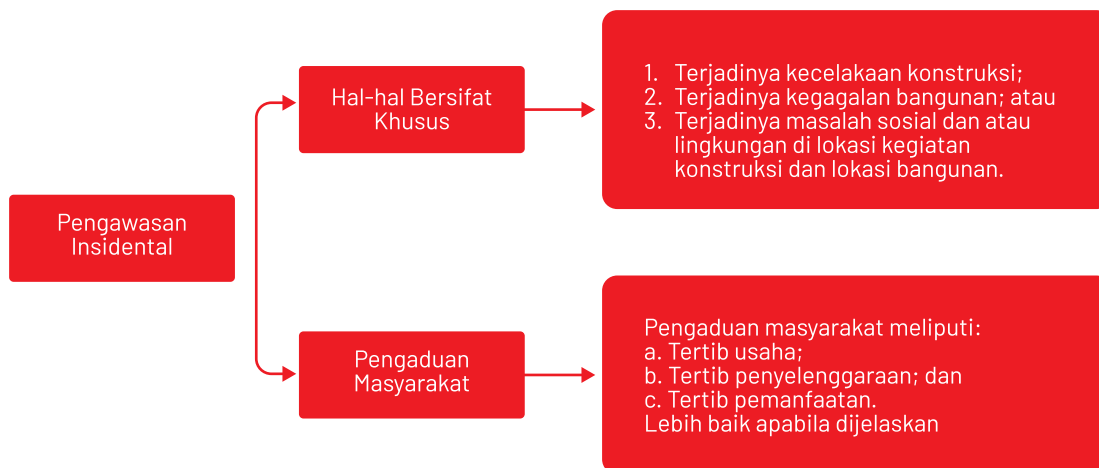 Pengawasan
Insidental
Hal-hal Bersifat
Khusus
1. Terjadinya kecelakaan konstruksi;
2. Terjadinya kegagalan bangunan; atau
3. Terjadinya masalah sosial dan atau
lingkungan di lokasi kegiatan
konstruksi dan lokasi bangunan.
Pengaduan
Masyarakat
Pengaduan masyarakat meliputi:
a. Tertib usaha;
b. Tertib penyelenggaraan; dan
c. Tertib pemanfaatan.
Lebih baik apabila dijelaskan